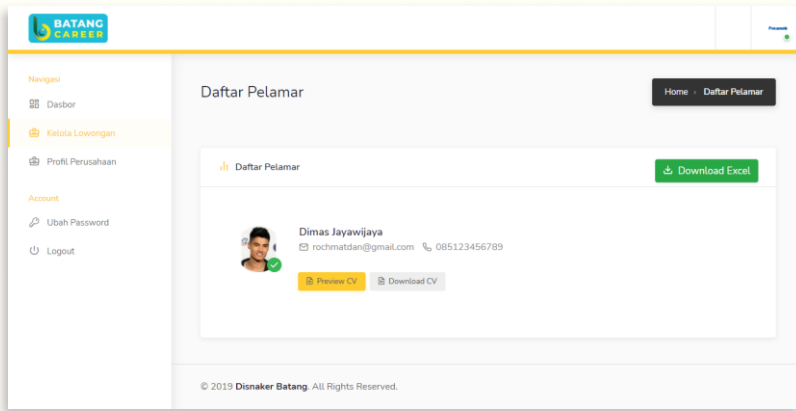 BATANG
CAREER
Navigasi
Dasbor
Kelola Lowongan
Profil Perusahaan
Account
Ubah Password
Logout
Daftar Pelamar
Home › Daftar Pelamar
Daftar Pelamar
Download Excel
Dimas Jayawijaya
rochmatdan@gmail.com 085123456789
Preview CV Download CV
© 2019 Disnaker Batang. All Rights Reserved.